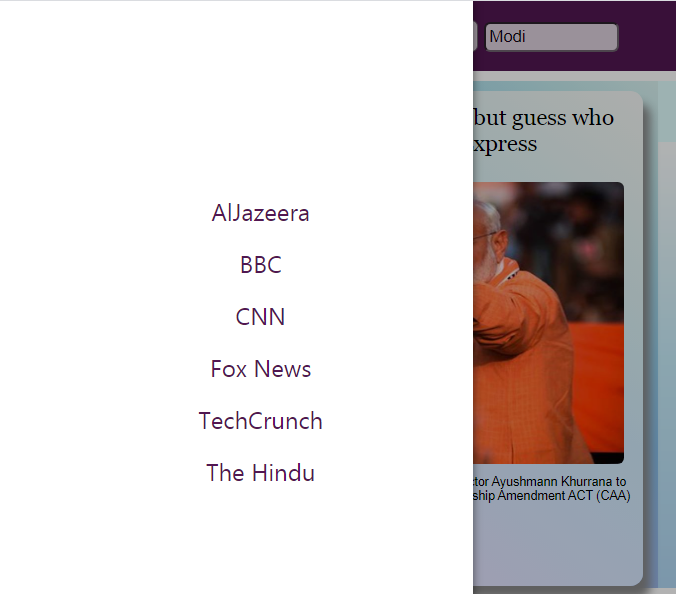 Modi
but guess who
xpress
AlJazeera
BBC
CNN
Fox News
TechCrunch
The Hindu
ctor Ayushmann Khurrana to
ship Amendment ACT (CAA)